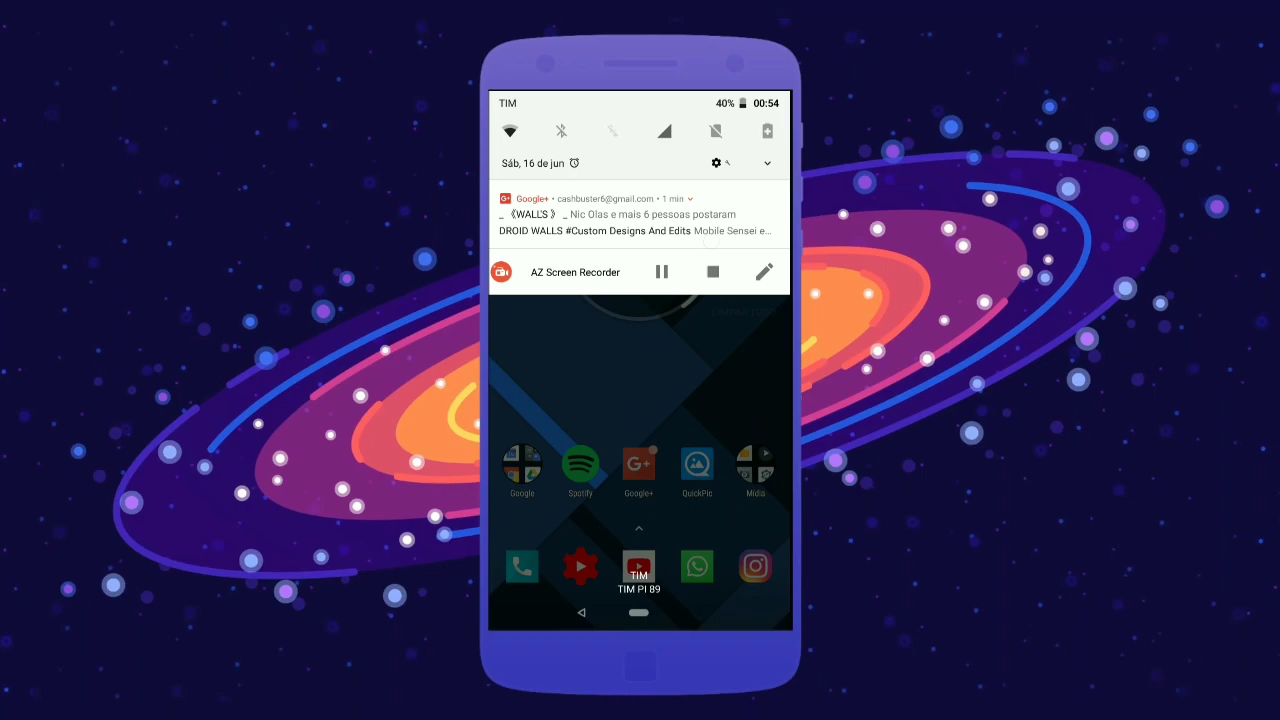 TIM 40% 00:54
Sáb, 16 de jun
Google+ • cashbuster6@gmail.com • 1 min
_ 《WALL'S 》 _ Nic Olas e mais 6 pessoas postaram
DROID WALLS #Custom Designs And Edits Mobile Sensei e...
AZ Screen Recorder
LIMPAR TUDO
G+
Google Spotify Google+ QuickPic Mídia
TIM
TIM PI 89